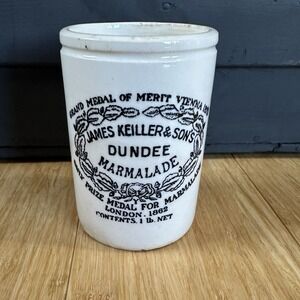 GRAND MEDAL OF MERIT VIENNA
JAMES KEILLER & SONS
DUNDEE
MARMALADE
PRIZE MEDAL FOR MARMALADE
LONDON. 1862
CONTENTS. 1 lb. NET